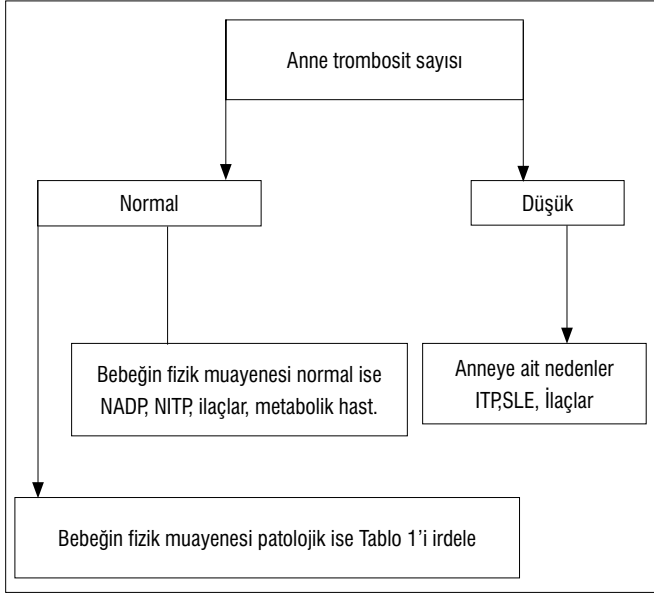 Anne trombosit sayısı
Normal
Düşük
Bebeğin fizik muayenesi normal ise
NADP, NITP, ilaçlar, metabolik hast.
Anneye ait nedenler
ITP,SLE, İlaçlar
Bebeğin fizik muayenesi patolojik ise Tablo 1'i irdele